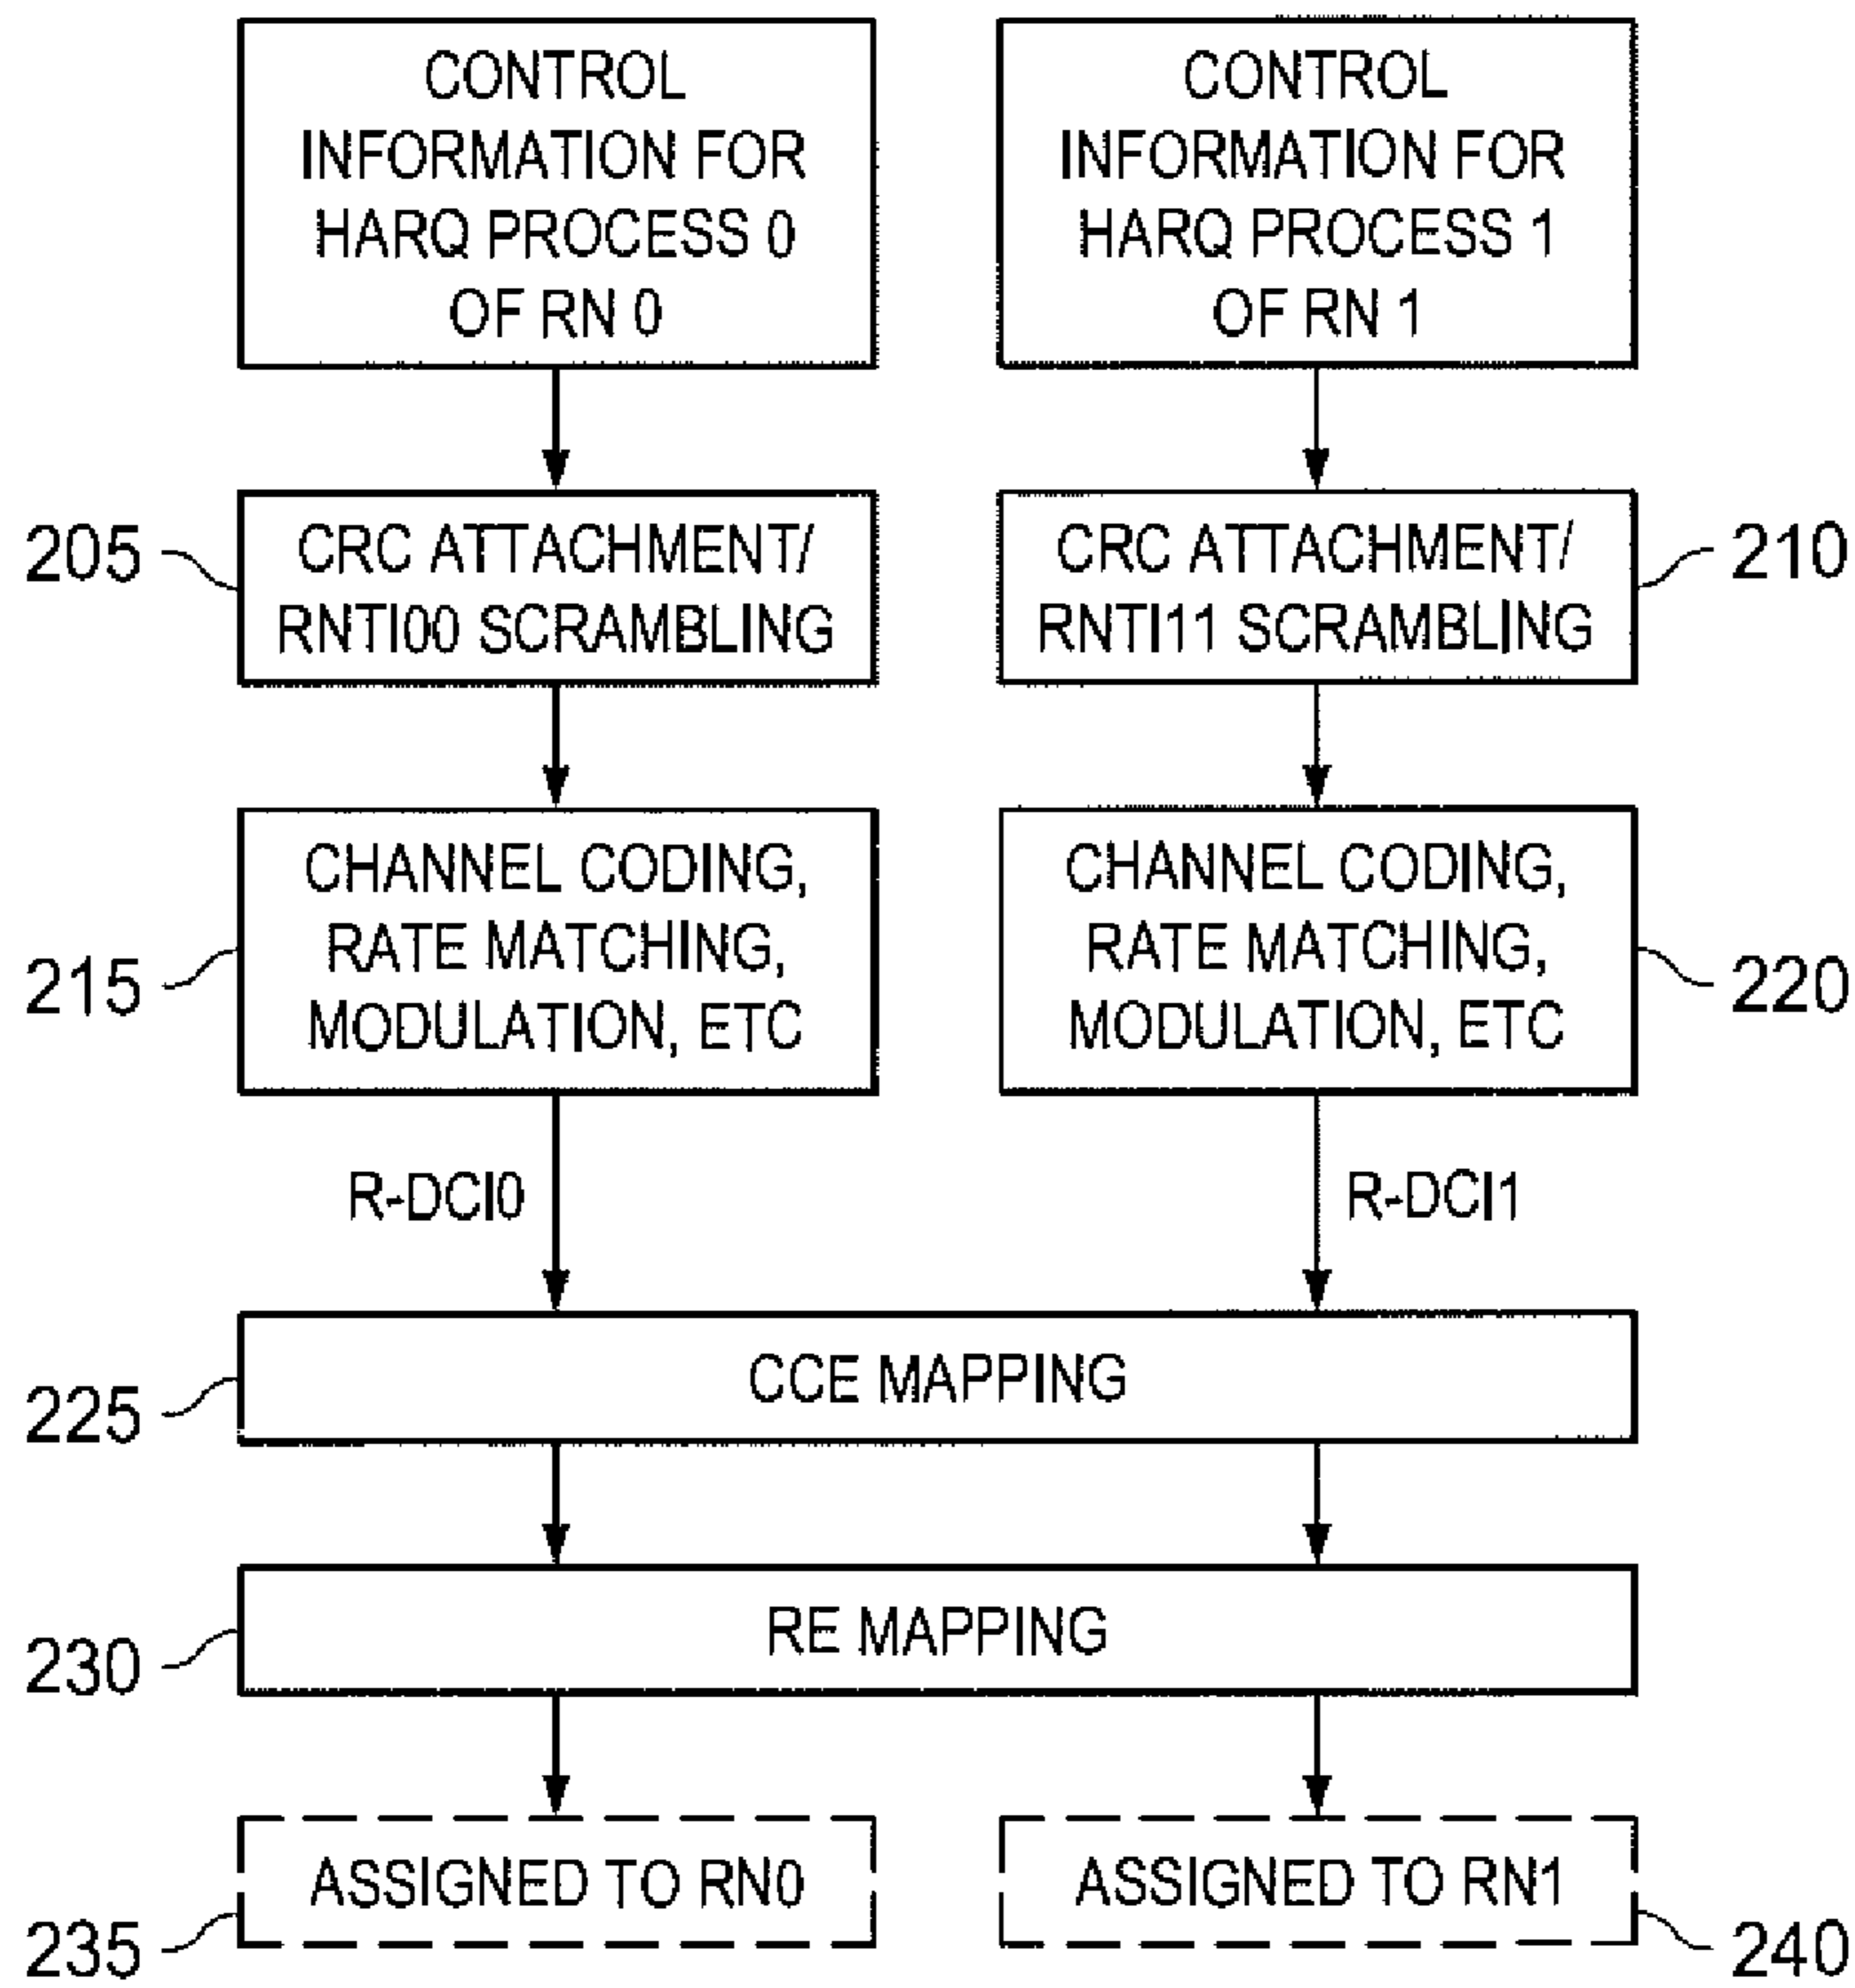 CONTROL
INFORMATION FOR
HARQ PROCESS 0
OF RN 0
CONTROL
INFORMATION FOR
HARQ PROCESS 1
OF RN 1
205
CRC ATTACHMENT/
RNTI00 SCRAMBLING
CRC ATTACHMENT/
RNTI11 SCRAMBLING
210
215
CHANNEL CODING,
RATE MATCHING,
MODULATION, ETC
CHANNEL CODING,
RATE MATCHING,
MODULATION, ETC
220
R-DCI0
R-DCI1
225
CCE MAPPING
230
RE MAPPING
235
ASSIGNED TO RN0
ASSIGNED TO RN1
240